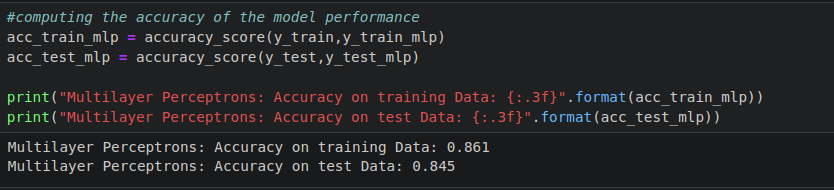 #computing the accuracy of the model performance
acc_train_mlp = accuracy_score(y_train,y_train_mlp)
acc_test_mlp = accuracy_score(y_test,y_test_mlp)
print("Multilayer Perceptrons: Accuracy on training Data: {:.3f}".format(acc_train_mlp))
print("Multilayer Perceptrons: Accuracy on test Data: {:.3f}".format(acc_test_mlp))
Multilayer Perceptrons: Accuracy on training Data: 0.861
Multilayer Perceptrons: Accuracy on test Data: 0.845